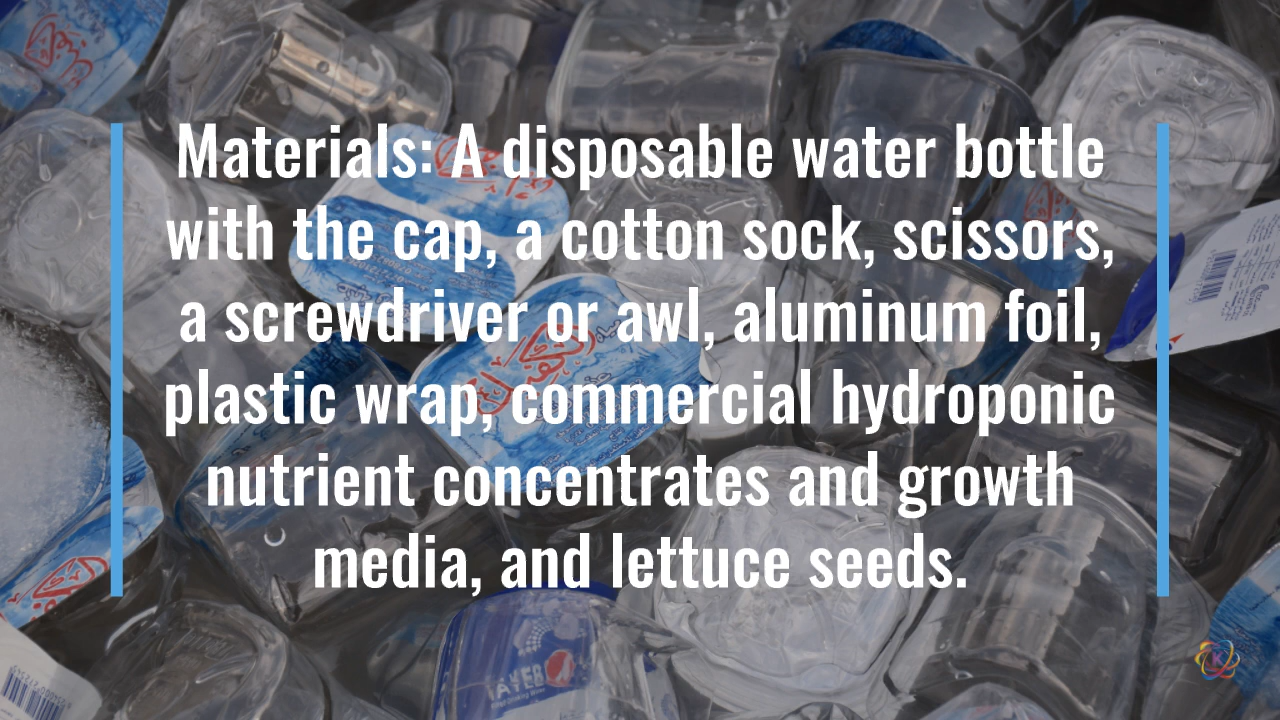 Materials: A disposable water bottle
with the cap, a cotton sock, scissors,
a screwdriver or awl, aluminum foil,
plastic wrap, commercial hydroponic
nutrient concentrates and growth
media, and lettuce seeds.
K